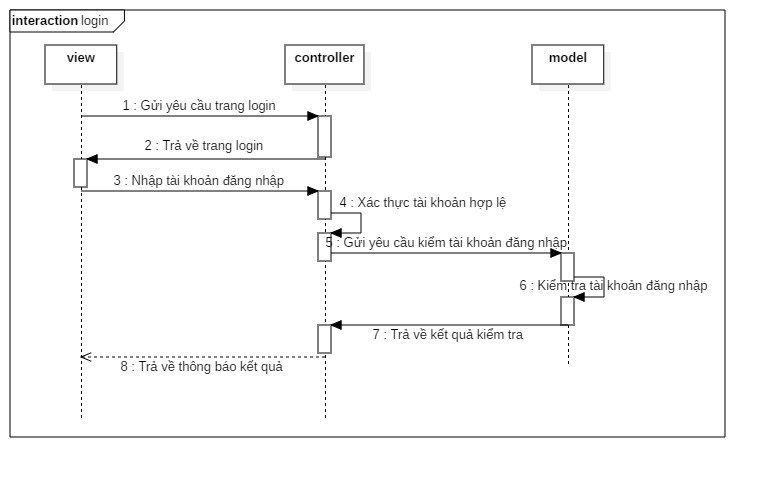 interaction login
view
controller
model
1 : Gửi yêu cầu trang login
2 : Trả về trang login
3 : Nhập tài khoản đăng nhập
4 : Xác thực tài khoản hợp lệ
5 : Gửi yêu cầu kiểm tài khoản đăng nhập
6 : Kiểm tra tài khoản đăng nhập
7 : Trả về kết quả kiểm tra
8 : Trả về thông báo kết quả